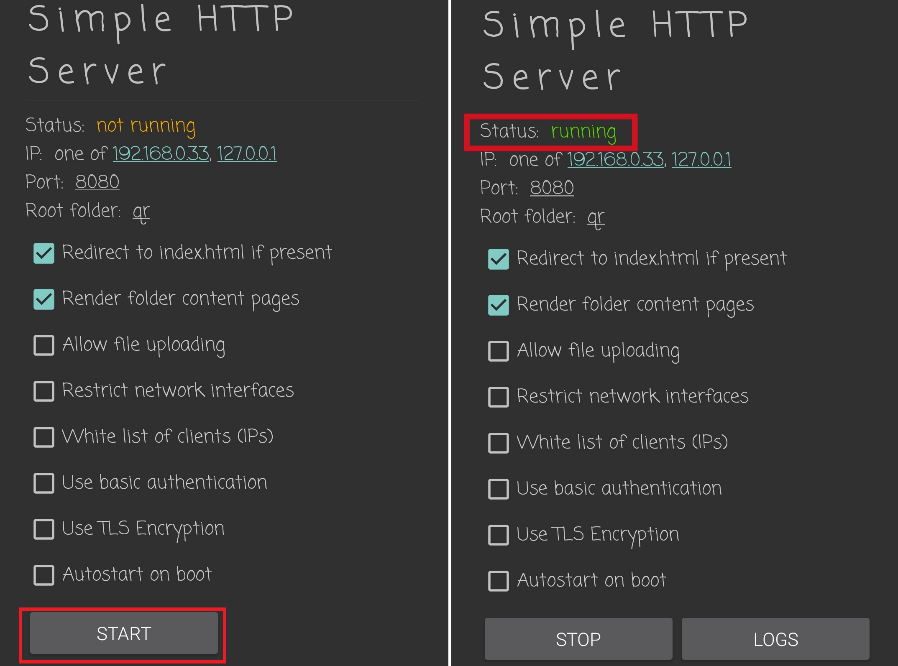 Simple HTTP
Server
Status: not running
IP: one of 192.168.0.33, 127.0.0.1
Port: 8080
Root folder: qr
Redirect to index.html if present
Render folder content pages
Allow file uploading
Restrict network interfaces
White list of clients (IPs)
Use basic authentication
Use TLS Encryption
Autostart on boot
START
Simple HTTP
Server
Status: running
IP: one of 192.168.0.33, 127.0.0.1
Port: 8080
Root folder: qr
Redirect to index.html if present
Render folder content pages
Allow file uploading
Restrict network interfaces
White list of clients (IPs)
Use basic authentication
Use TLS Encryption
Autostart on boot
STOP LOGS